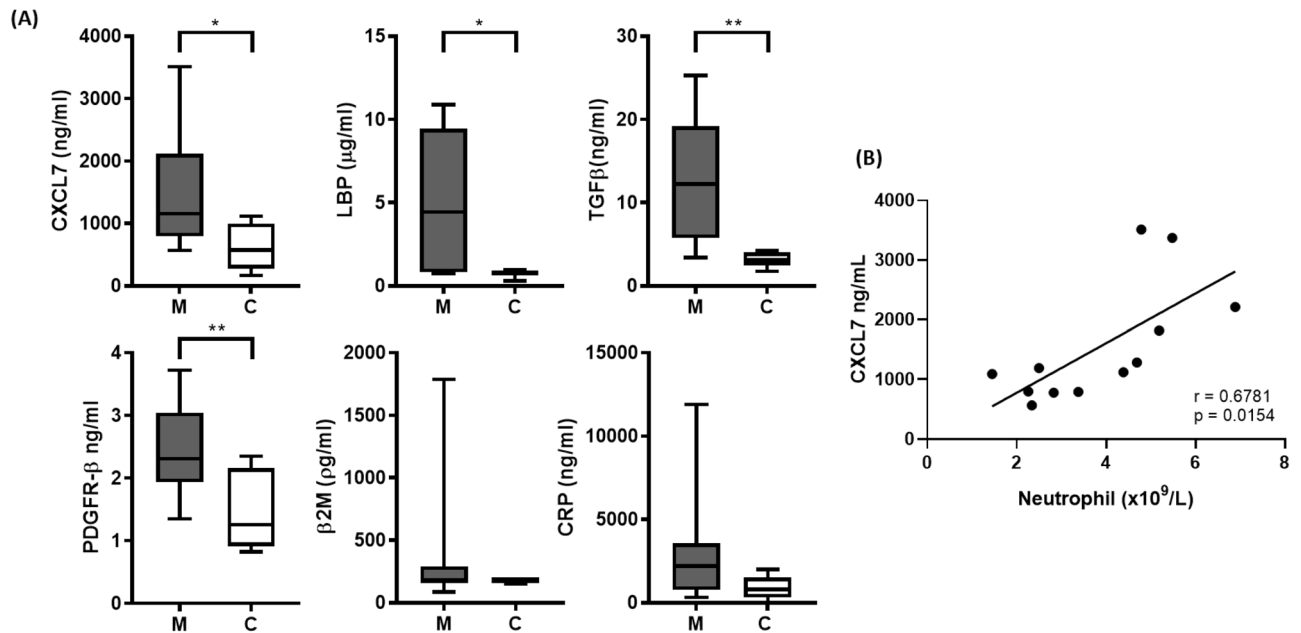 (A)
*
4000
3000
2000
1000
0
CXCL7 (ng/ml)
M C
*
15
10
5
0
LBP (μg/ml)
M C
**
30
20
10
0
TGFβ(ng/ml)
M C
**
4
3
2
1
0
PDGFR-β ng/ml
M C
2000
1500
1000
500
0
β2M (ρg/ml)
M C
15000
10000
5000
0
CRP (ng/ml)
M C
(B)
4000
3000
2000
1000
0
CXCL7 ng/mL
r = 0.6781
p = 0.0154
0 2 4 6 8
Neutrophil (x10⁹/L)